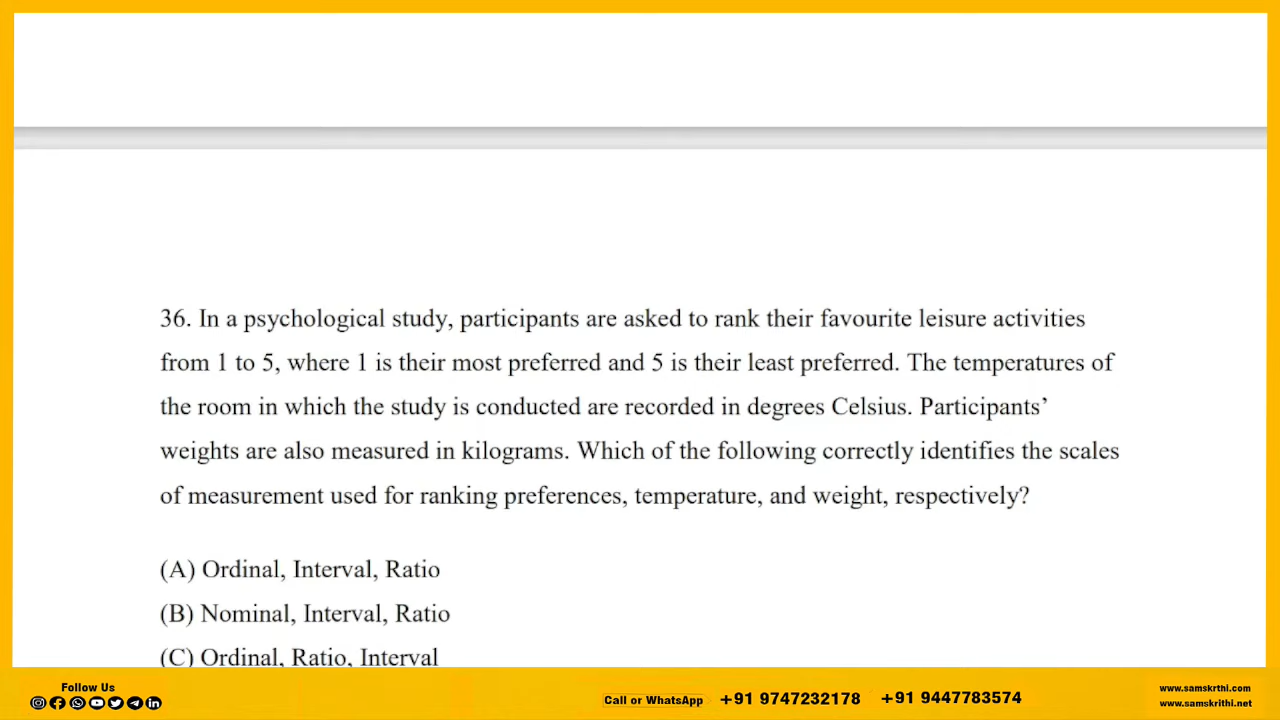 36. In a psychological study, participants are asked to rank their favourite leisure activities
from 1 to 5, where 1 is their most preferred and 5 is their least preferred. The temperatures of
the room in which the study is conducted are recorded in degrees Celsius. Participants’
weights are also measured in kilograms. Which of the following correctly identifies the scales
of measurement used for ranking preferences, temperature, and weight, respectively?
(A) Ordinal, Interval, Ratio
(B) Nominal, Interval, Ratio
(C) Ordinal, Ratio, Interval
Follow Us
Call or WhatsApp +91 9747232178 +91 9447783574
www.samskrthi.com
www.samskrithi.net